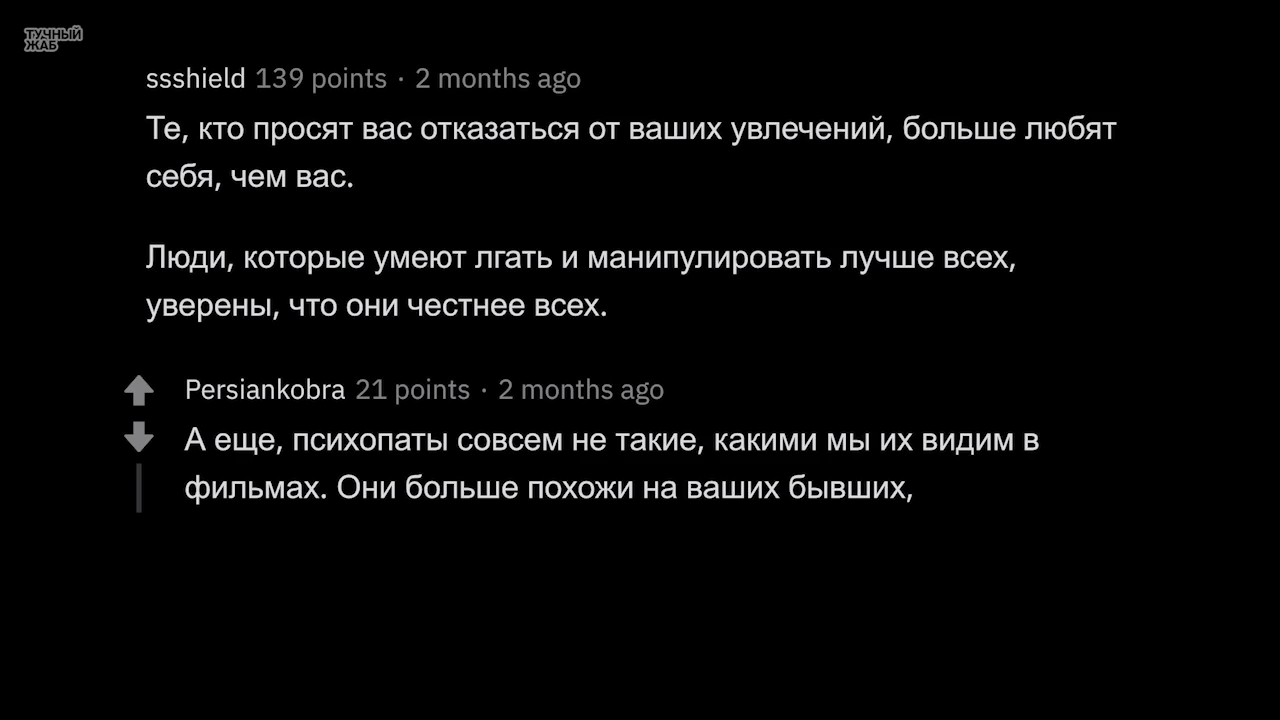 ТУЧНЫЙ
ЖАБ
ssshield 139 points · 2 months ago
Те, кто просят вас отказаться от ваших увлечений, больше любят
себя, чем вас.
Люди, которые умеют лгать и манипулировать лучше всех,
уверены, что они честнее всех.
Persiankobra 21 points · 2 months ago
А еще, психопаты совсем не такие, какими мы их видим в
фильмах. Они больше похожи на ваших бывших,